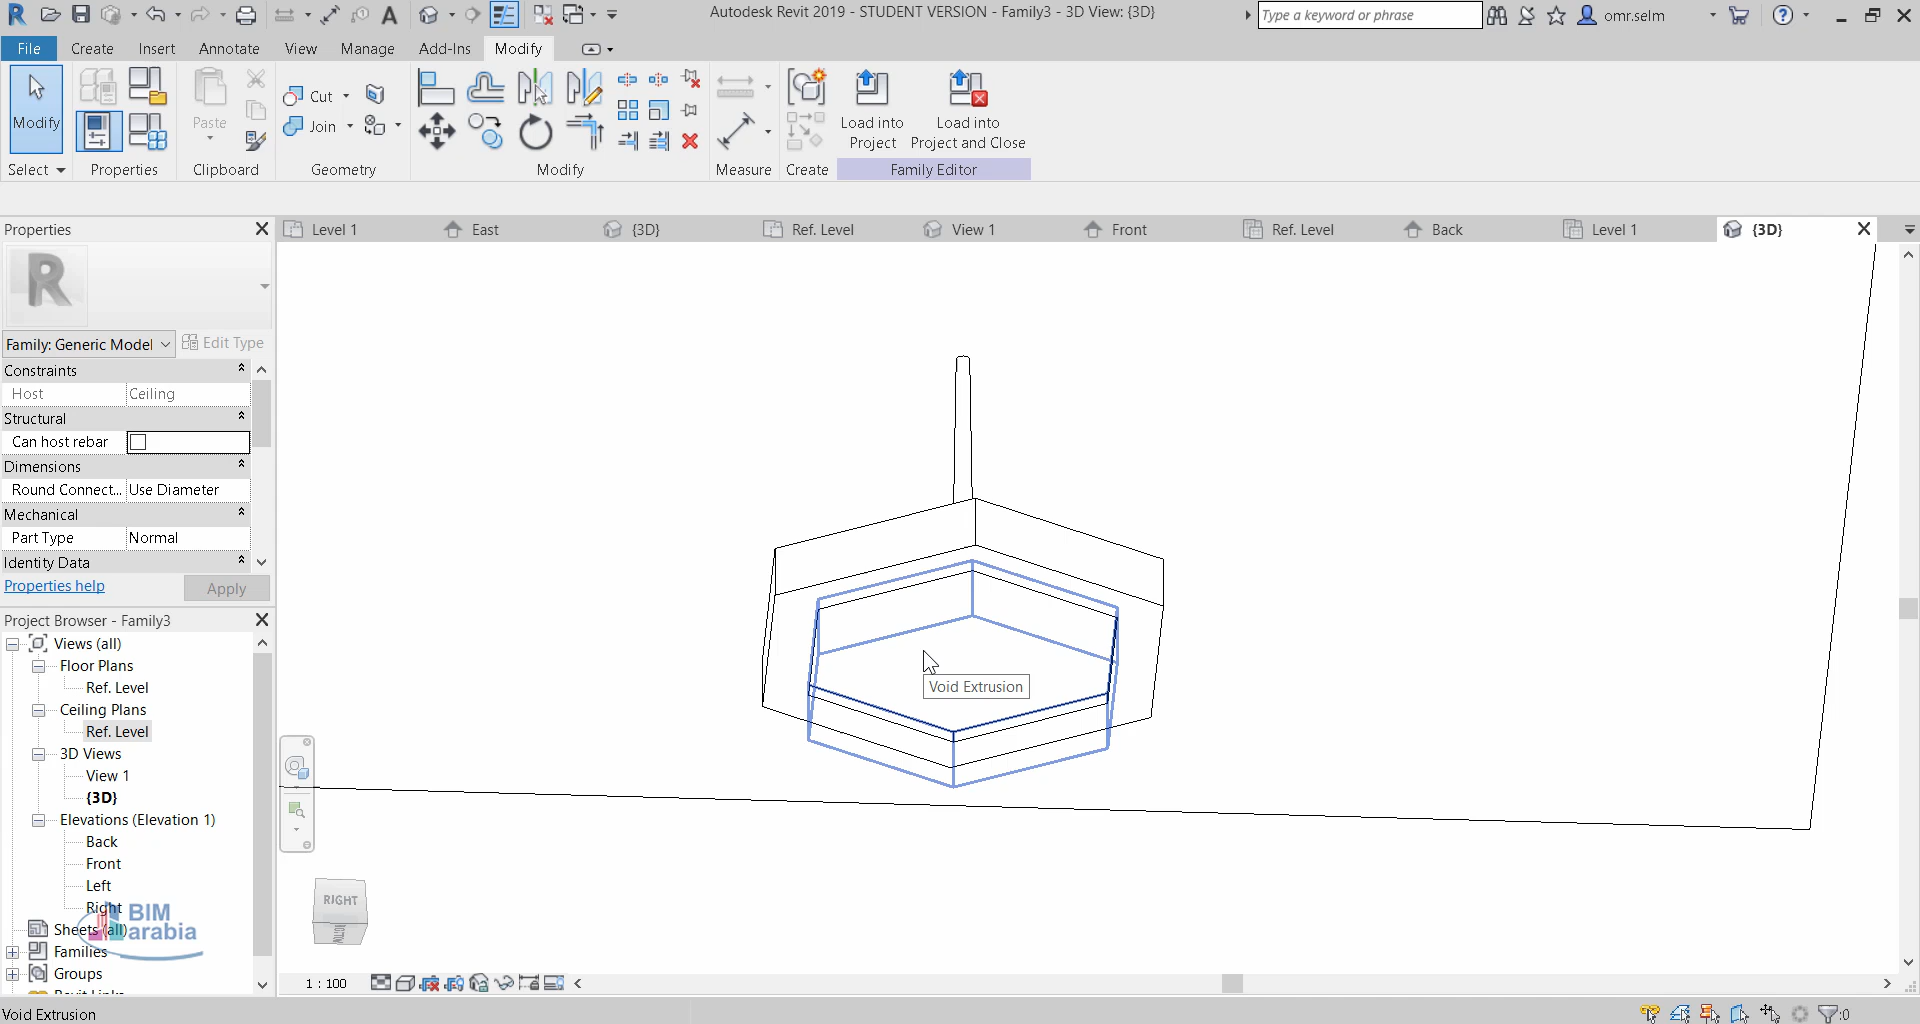 Autodesk Revit 2019 - STUDENT VERSION - Family3 - 3D View: {3D}
Type a keyword or phrase
omr.selm
File Create Insert Annotate View Manage Add-Ins Modify
Modify
Paste
Cut
Join
Load into Project
Load into Project and Close
Select Properties Clipboard Geometry Modify Measure Create Family Editor
Properties
Level 1 East {3D} Ref. Level View 1 Front Ref. Level Back Level 1 {3D}
R
Family: Generic Model Edit Type
Constraints
Host Ceiling
Structural
Can host rebar
Dimensions
Round Connect... Use Diameter
Mechanical
Part Type Normal
Identity Data
Properties help Apply
Project Browser - Family3
Views (all)
Floor Plans
Ref. Level
Ceiling Plans
Ref. Level
3D Views
View 1
{3D}
Elevations (Elevation 1)
Back
Front
Left
Right
Sheets (all)
Families
Groups
BIM
arabia
Void Extrusion
RIGHT
1 : 100
Void Extrusion
:0